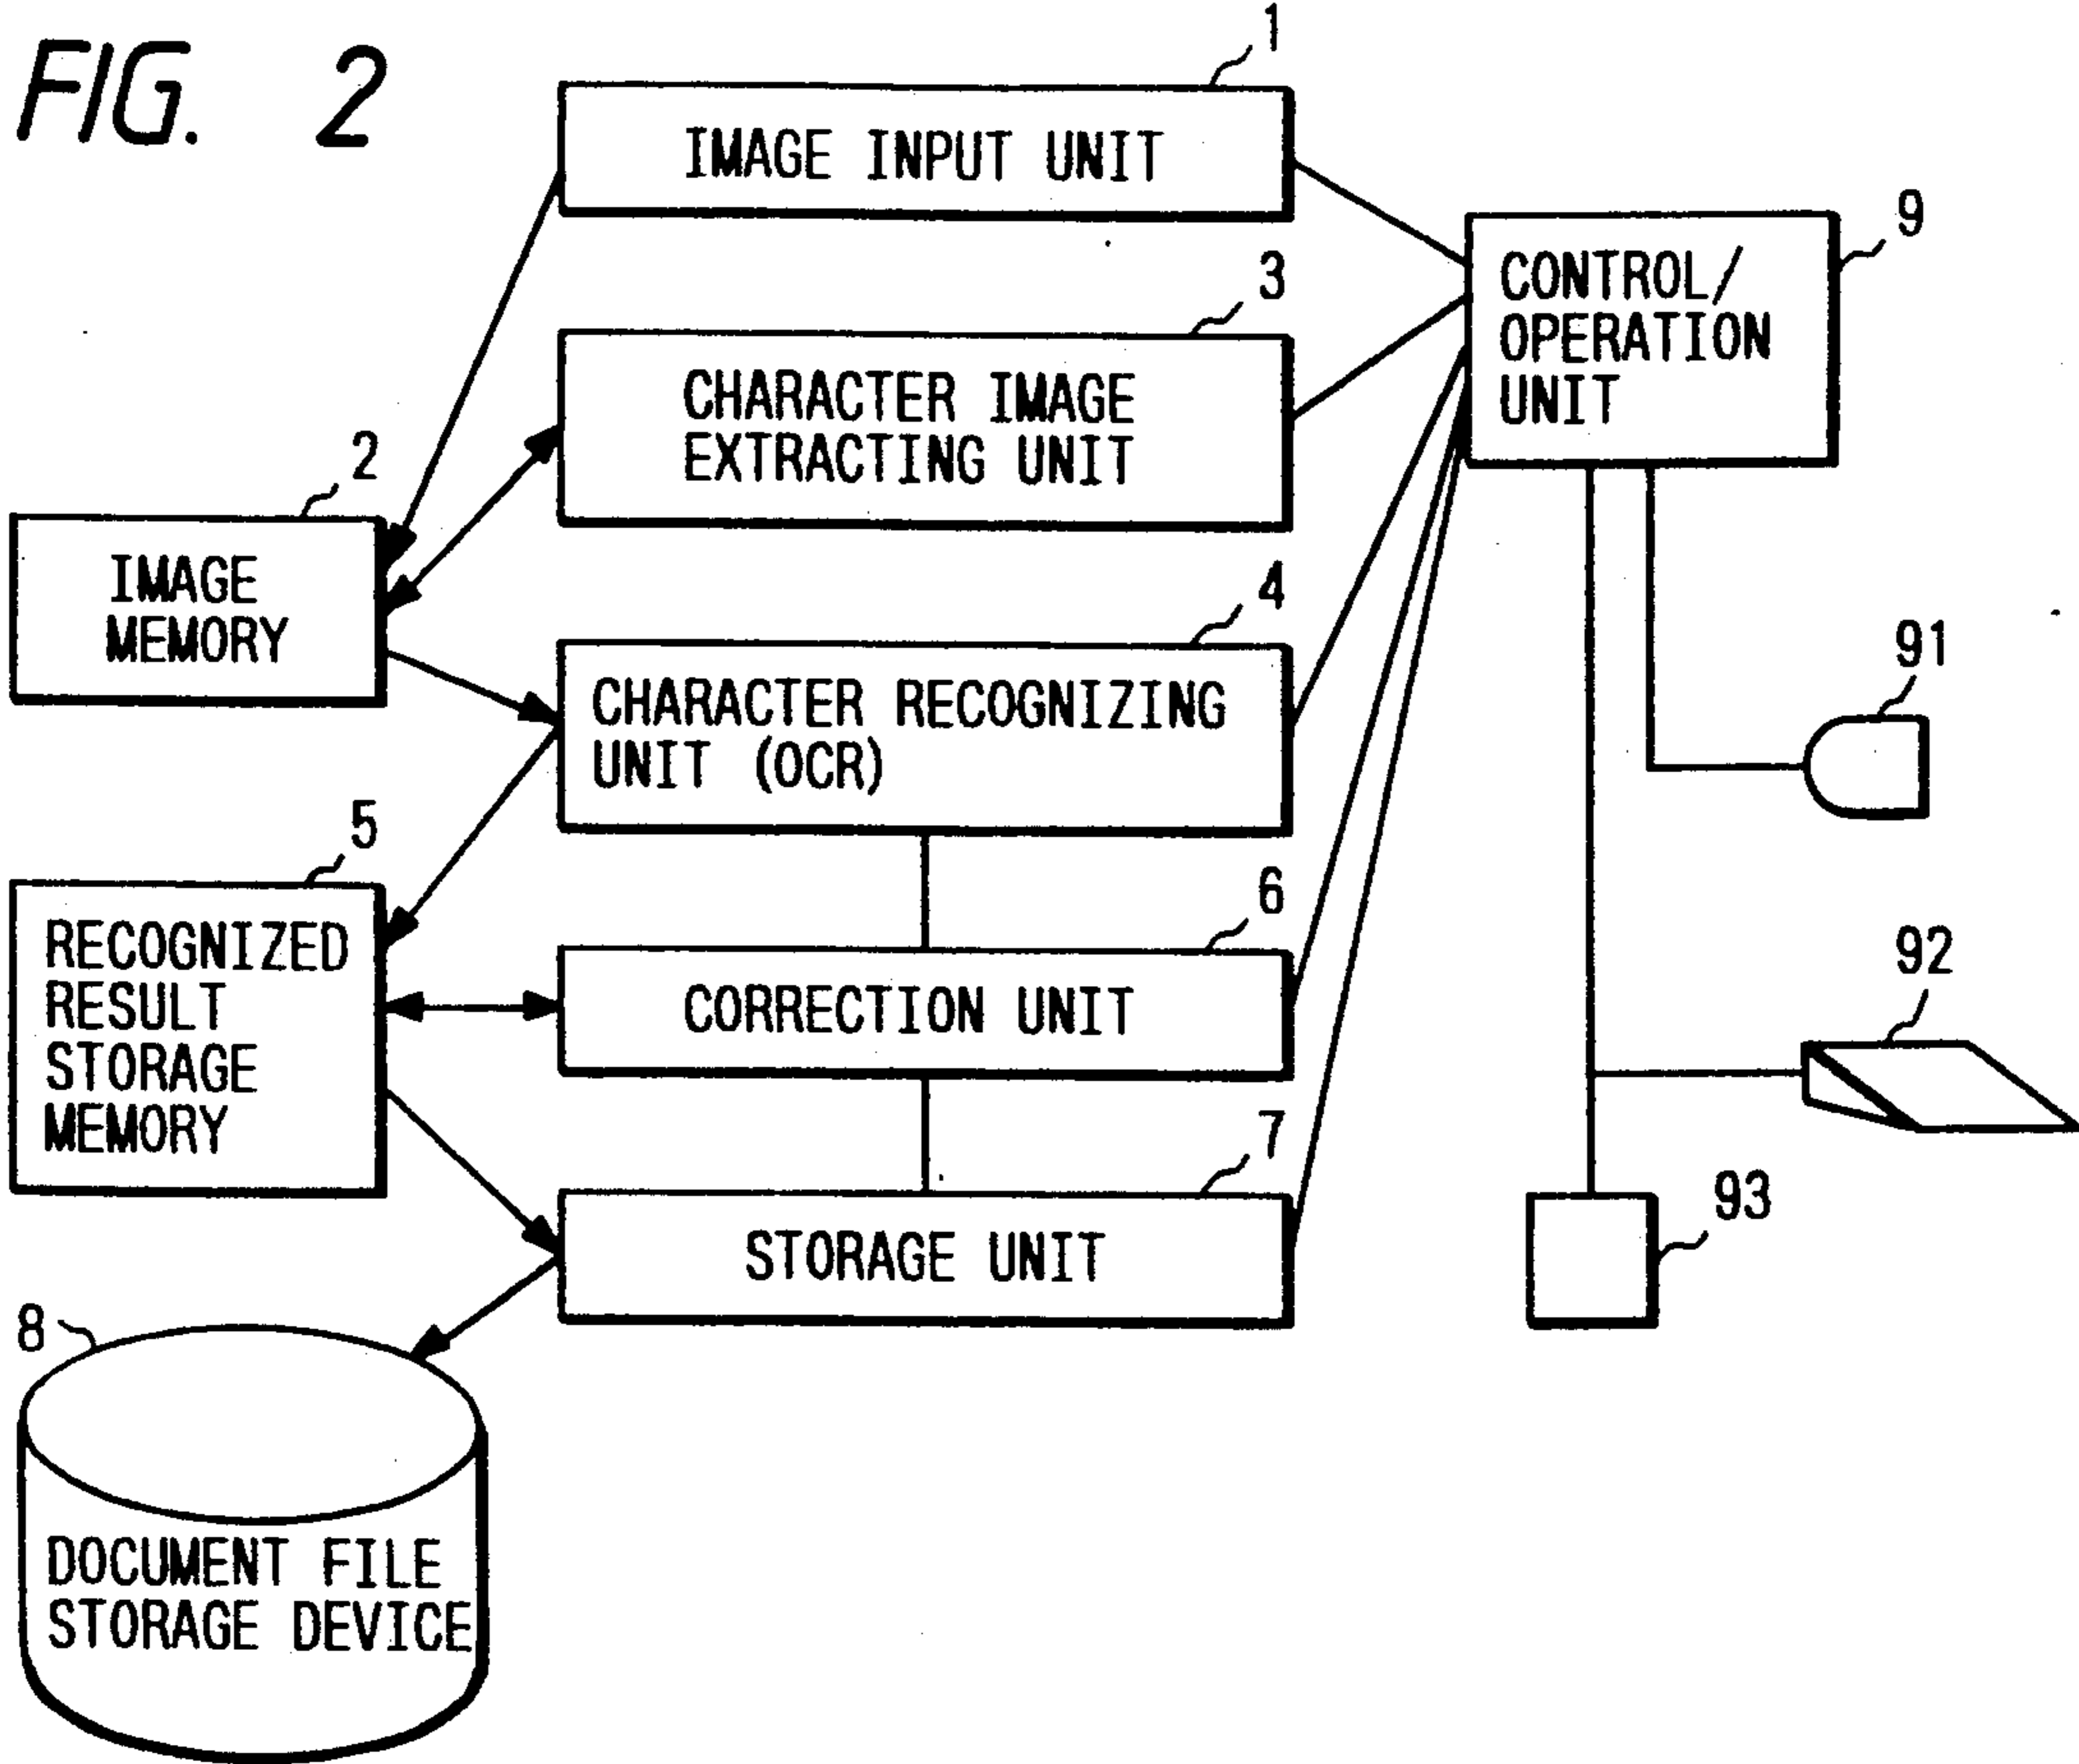 FIG. 2
1
IMAGE INPUT UNIT
9
CONTROL/
OPERATION
UNIT
3
CHARACTER IMAGE
EXTRACTING UNIT
2
IMAGE
MEMORY
4
CHARACTER RECOGNIZING
UNIT (OCR)
91
5
RECOGNIZED
RESULT
STORAGE
MEMORY
6
CORRECTION UNIT
92
7
STORAGE UNIT
93
8
DOCUMENT FILE
STORAGE DEVICE